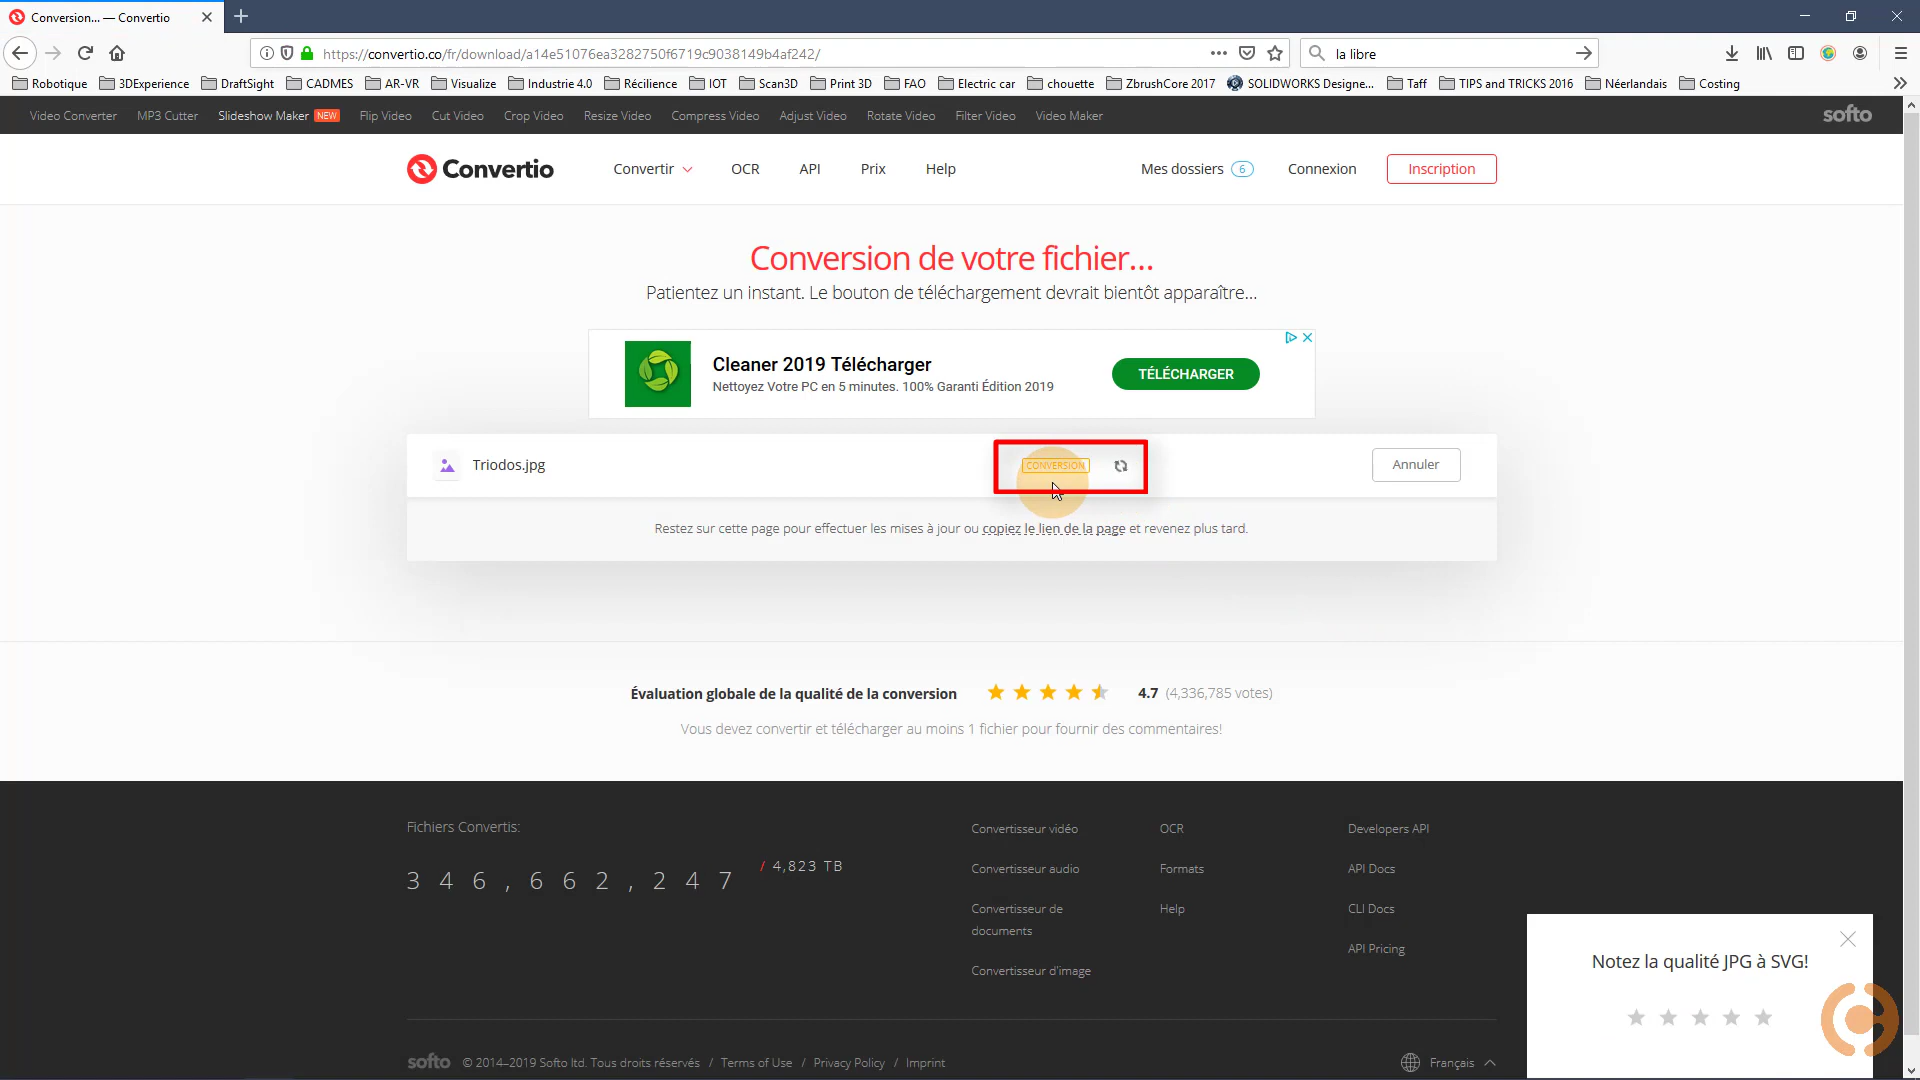 Conversion... — Convertio
https://convertio.co/fr/download/a14e51076ea3282750f6719c9038149b4af242/
la libre
Robotique 3DExperience DraftSight CADMES AR-VR Visualize Industrie 4.0 Récilience IOT Scan3D Print 3D FAO Electric car chouette ZbrushCore 2017 SOLIDWORKS Designe... Taff TIPS and TRICKS 2016 Néerlandais Costing
Video Converter MP3 Cutter Slideshow Maker NEW Flip Video Cut Video Crop Video Resize Video Compress Video Adjust Video Rotate Video Filter Video Video Maker softo
Convertio Convertir OCR API Prix Help Mes dossiers 6 Connexion Inscription
Conversion de votre fichier...
Patientez un instant. Le bouton de téléchargement devrait bientôt apparaître...
Cleaner 2019 Télécharger
Nettoyez Votre PC en 5 minutes. 100% Garanti Édition 2019
TÉLÉCHARGER
Triodos.jpg CONVERSION Annuler
Restez sur cette page pour effectuer les mises à jour ou copiez le lien de la page et revenez plus tard.
Évaluation globale de la qualité de la conversion 4.7 (4,336,785 votes)
Vous devez convertir et télécharger au moins 1 fichier pour fournir des commentaires!
Fichiers Convertis:
346,662,247 / 4,823 TB
Convertisseur vidéo
Convertisseur audio
Convertisseur de
documents
Convertisseur d'image
OCR
Formats
Help
Developers API
API Docs
CLI Docs
API Pricing
Notez la qualité JPG à SVG!
softo © 2014–2019 Softo ltd. Tous droits réservés / Terms of Use / Privacy Policy / Imprint
Français